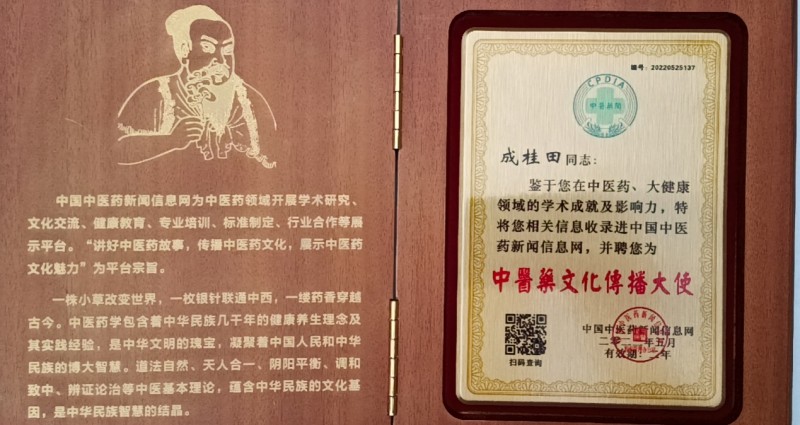 中国中医药新闻信息网为中医药领域开展学术研究、
文化交流、健康教育、专业培训、标准制定、行业合作等展
示平台。“讲好中医药故事，传播中医药文化，展示中医药
文化魅力”为平台宗旨。
一株小草改变世界，一枚银针联通中西，一缕药香穿越
古今。中医药学包含着中华民族几千年的健康养生理念及
其实践经验，是中华文明的瑰宝，凝聚着中国人民和中华
民族的博大智慧。道法自然、天人合一、阴阳平衡、调和
致中、辨证论治等中医基本理论，蕴含中华民族的文化基
因，是中华民族智慧的结晶。
编号：20220525137
CPDIA
中医药网
成桂田同志：
鉴于您在中医药、大健康
领域的学术成就及影响力，特
将您相关信息收录进中国中医
药新闻信息网，并聘您为
中醫藥文化傳播大使
中国中医药新闻信息网
二〇二 年五月
有效期： 年
扫码查询